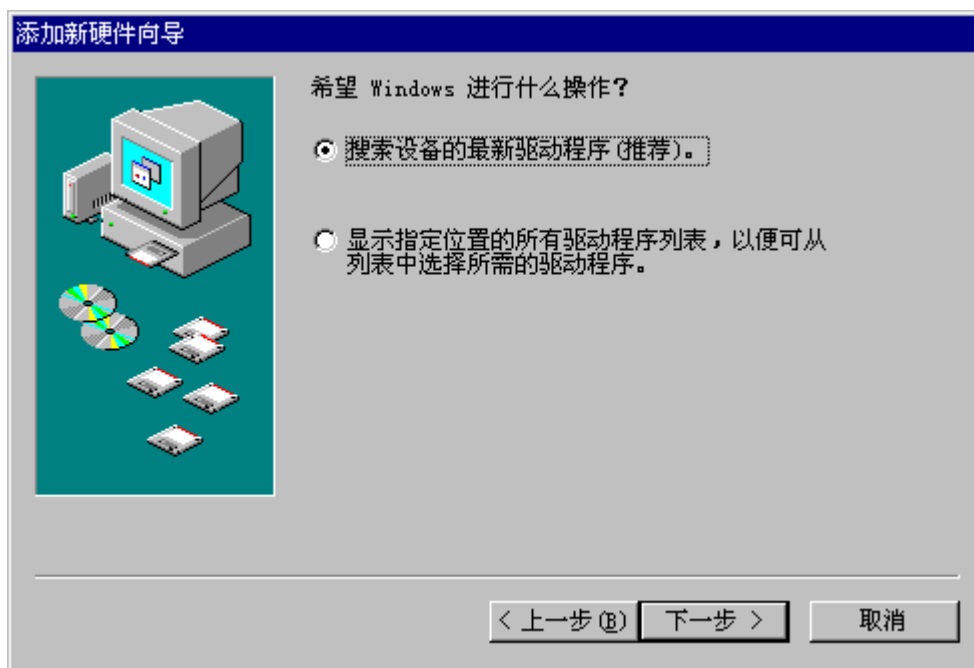 添加新硬件向导
希望 Windows 进行什么操作?
搜索设备的最新驱动程序(推荐)。
显示指定位置的所有驱动程序列表，以便可从
列表中选择所需的驱动程序。
< 上一步(B) 下一步 > 取消